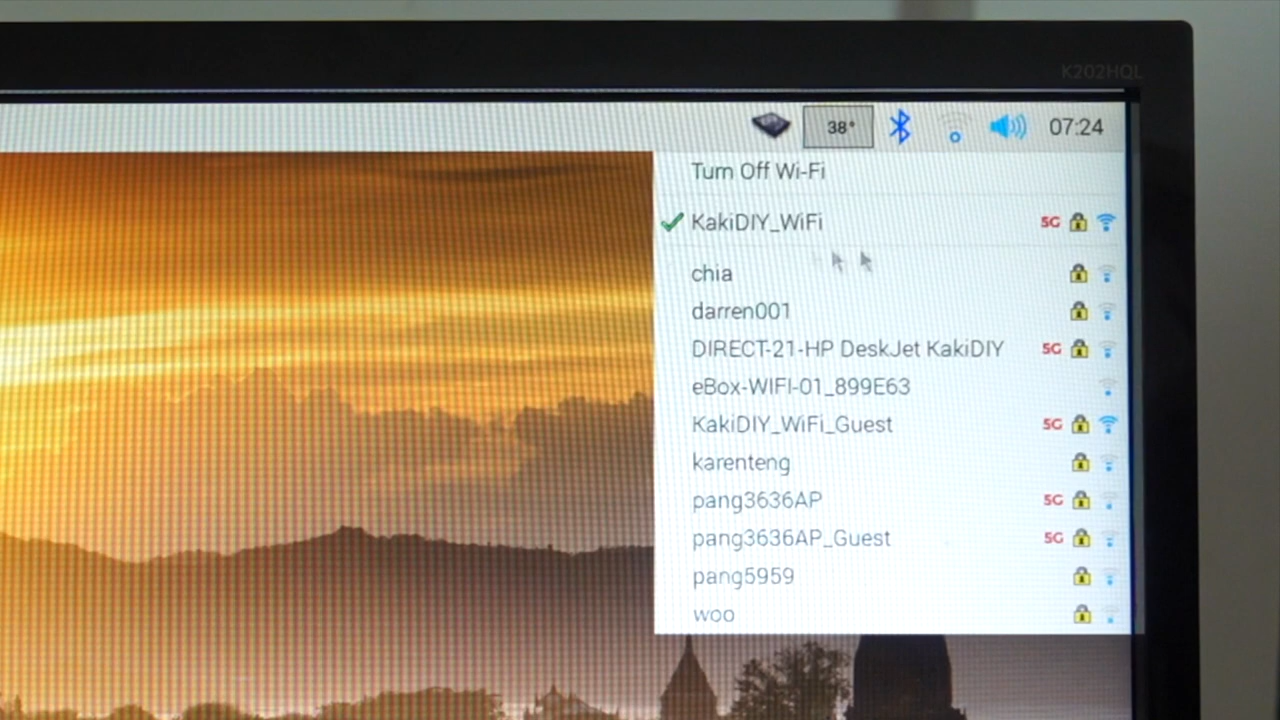 K202HQL
38° 07:24
Turn Off Wi-Fi
KakiDIY_WiFi 5G
chia
darren001
DIRECT-21-HP DeskJet KakiDIY 5G
eBox-WIFI-01_899E63
KakiDIY_WiFi_Guest 5G
karenteng
pang3636AP 5G
pang3636AP_Guest 5G
pang5959
woo